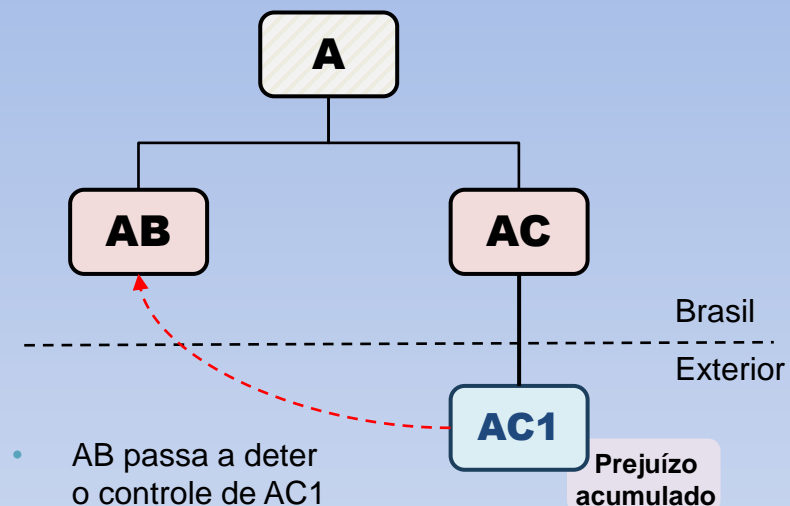 A
AB
AC
Brasil
Exterior
AC1
Prejuízo
acumulado
• AB passa a deter
o controle de AC1